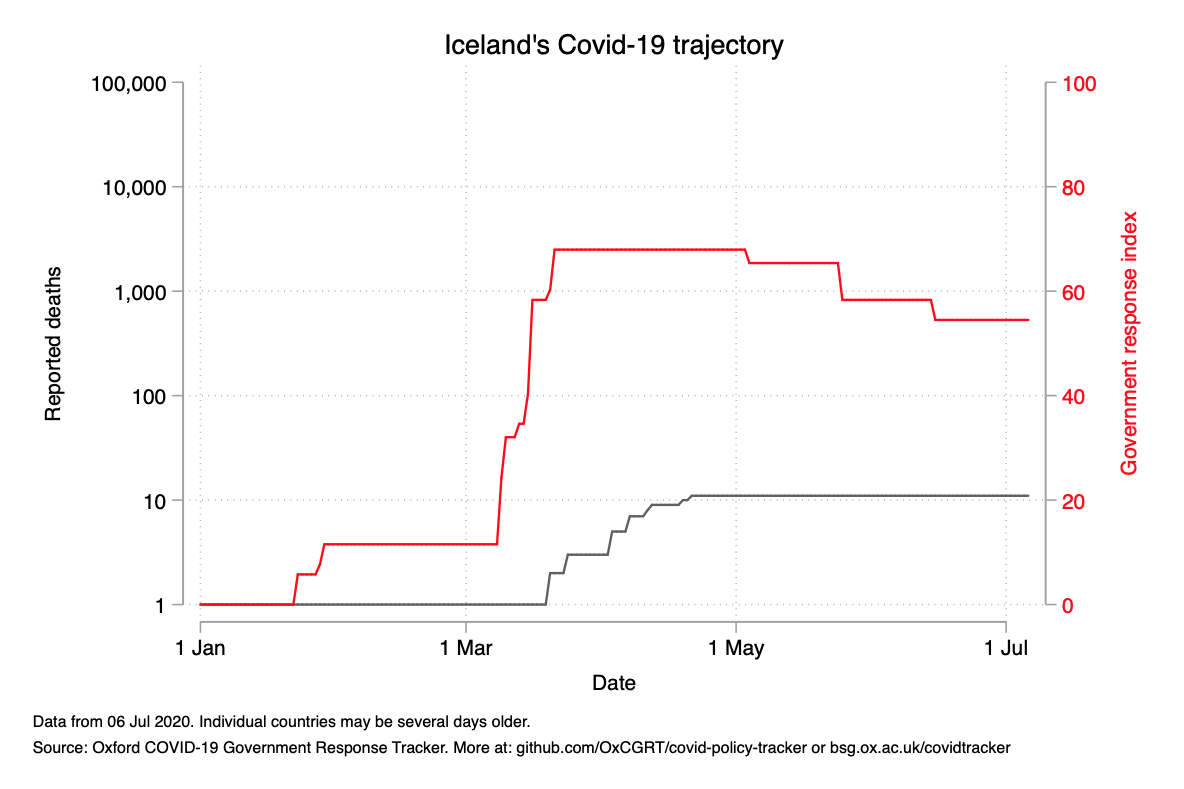 Iceland's Covid-19 trajectory
100,000
10,000
1,000
100
10
1
Reported deaths
100
80
60
40
20
0
Government response index
1 Jan
1 Mar
1 May
1 Jul
Date
Data from 06 Jul 2020. Individual countries may be several days older.
Source: Oxford COVID-19 Government Response Tracker. More at: github.com/OxCGRT/covid-policy-tracker or bsg.ox.ac.uk/covidtracker